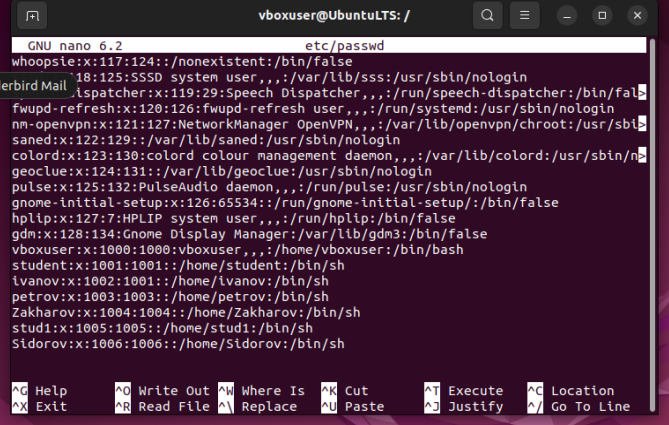 vboxuser@UbuntuLTS: /
GNU nano 6.2 etc/passwd
whoopsie:x:117:124::/nonexistent:/bin/false
18:125:SSSD system user,,,:/var/lib/sss:/usr/sbin/nologin
erbird Mail
dispatcher:x:119:29:Speech Dispatcher,,,:/run/speech-dispatcher:/bin/fal>
fwupd-refresh:x:120:126:fwupd-refresh user,,,:/run/systemd:/usr/sbin/nologin
nm-openvpn:x:121:127:NetworkManager OpenVPN,,,:/var/lib/openvpn/chroot:/usr/sbi>
saned:x:122:129::/var/lib/saned:/usr/sbin/nologin
colord:x:123:130:colord colour management daemon,,,:/var/lib/colord:/usr/sbin/n>
geoclue:x:124:131::/var/lib/geoclue:/usr/sbin/nologin
pulse:x:125:132:PulseAudio daemon,,,:/run/pulse:/usr/sbin/nologin
gnome-initial-setup:x:126:65534::/run/gnome-initial-setup/:/bin/false
hplip:x:127:7:HPLIP system user,,,:/run/hplip:/bin/false
gdm:x:128:134:Gnome Display Manager:/var/lib/gdm3:/bin/false
vboxuser:x:1000:1000:vboxuser,,,:/home/vboxuser:/bin/bash
student:x:1001:1001::/home/student:/bin/sh
ivanov:x:1002:1001::/home/ivanov:/bin/sh
petrov:x:1003:1003::/home/petrov:/bin/sh
Zakharov:x:1004:1004::/home/Zakharov:/bin/sh
stud1:x:1005:1005::/home/stud1:/bin/sh
Sidorov:x:1006:1006::/home/Sidorov:/bin/sh
^G Help ^O Write Out ^W Where Is ^K Cut ^T Execute ^C Location
^X Exit ^R Read File ^\ Replace ^U Paste ^J Justify ^/ Go To Line